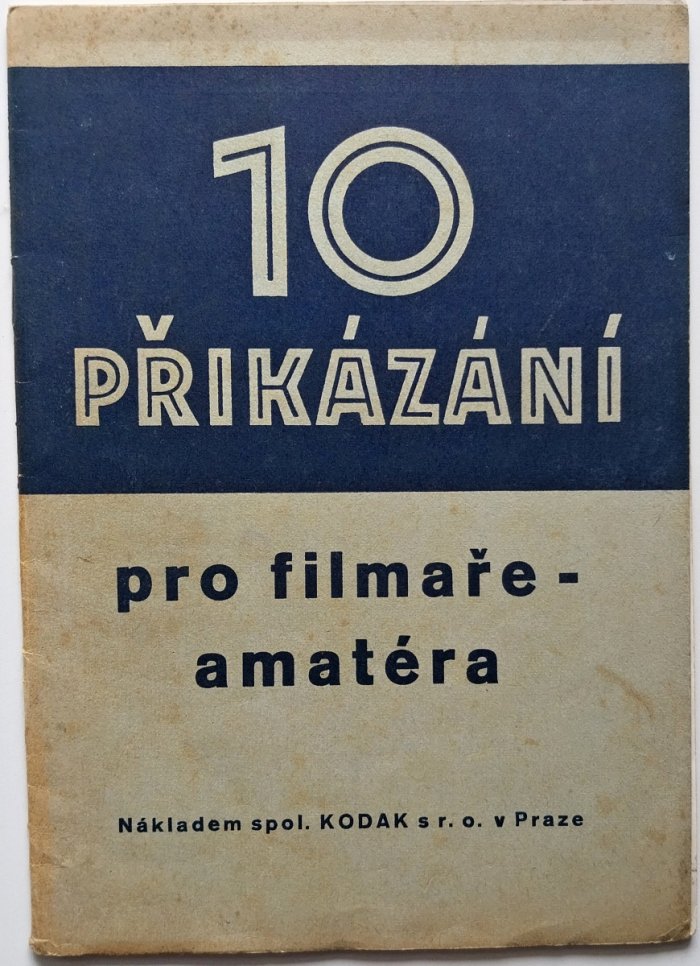 10
PŘIKÁZÁNÍ
pro filmaře -
amatéra
Nákladem spol. KODAK s r. o. v Praze